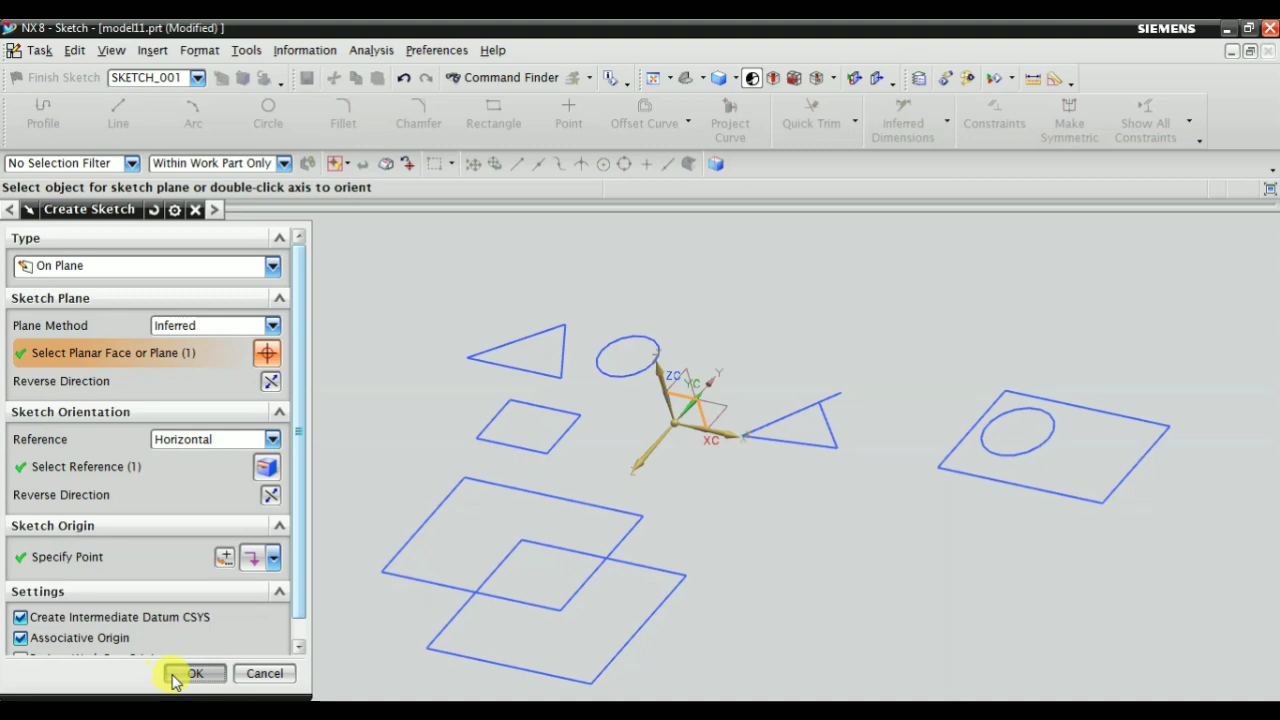 NX 8 - Sketch - [model11.prt (Modified) ]
SIEMENS
Task Edit View Insert Format Tools Information Analysis Preferences Help
Finish Sketch SKETCH_001 Command Finder
Profile Line Arc Circle Fillet Chamfer Rectangle Point Offset Curve Project Curve Quick Trim Inferred Dimensions Constraints Make Symmetric Show All Constraints
No Selection Filter Within Work Part Only
Select object for sketch plane or double-click axis to orient
Create Sketch
Type
On Plane
Sketch Plane
Plane Method Inferred
Select Planar Face or Plane (1)
Reverse Direction
Sketch Orientation
Reference Horizontal
Select Reference (1)
Reverse Direction
Sketch Origin
Specify Point
Settings
Create Intermediate Datum CSYS
Associative Origin
OK Cancel
ZC
YC
Y
XC
X
Z